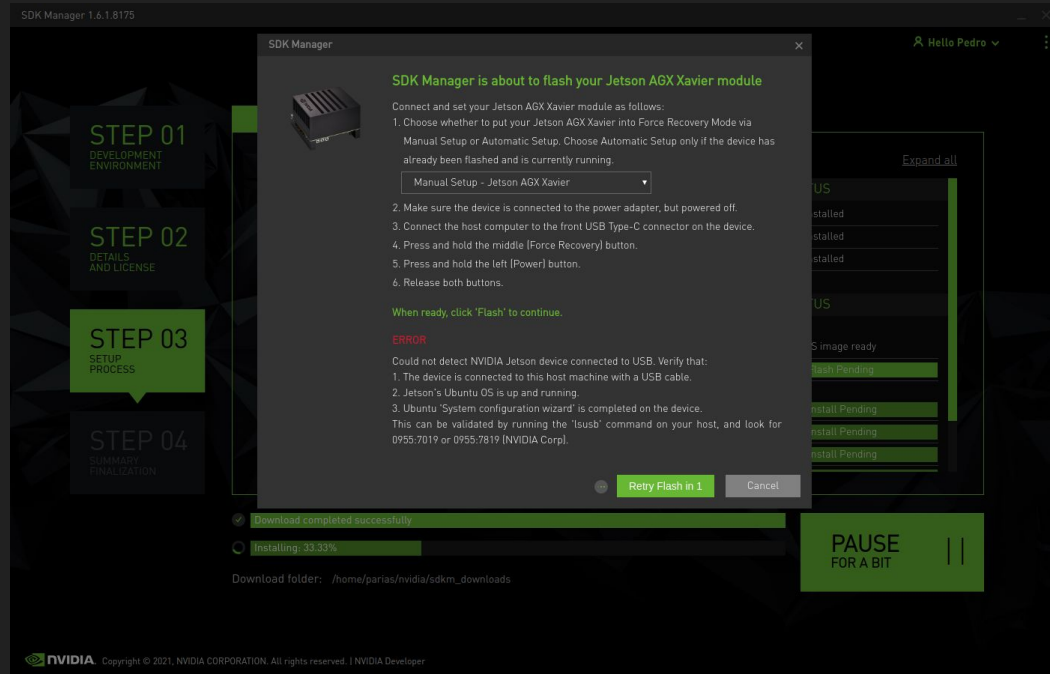 SDK Manager 1.6.1.8175
Hello Pedro
SDK Manager
SDK Manager is about to flash your Jetson AGX Xavier module
Connect and set your Jetson AGX Xavier module as follows:
1. Choose whether to put your Jetson AGX Xavier into Force Recovery Mode via
Manual Setup or Automatic Setup. Choose Automatic Setup only if the device has
already been flashed and is currently running.
Manual Setup - Jetson AGX Xavier
2. Make sure the device is connected to the power adapter, but powered off.
3. Connect the host computer to the front USB Type-C connector on the device.
4. Press and hold the middle (Force Recovery) button.
5. Press and hold the left (Power) button.
6. Release both buttons.
When ready, click 'Flash' to continue.
ERROR
Could not detect NVIDIA Jetson device connected to USB. Verify that:
1. The device is connected to this host machine with a USB cable.
2. Jetson's Ubuntu OS is up and running.
3. Ubuntu 'System configuration wizard' is completed on the device.
This can be validated by running the 'lsusb' command on your host, and look for
0955:7019 or 0955:7819 (NVIDIA Corp).
Retry Flash in 1
Cancel
STEP 01
DEVELOPMENT
ENVIRONMENT
STEP 02
DETAILS
AND LICENSE
STEP 03
SETUP
PROCESS
STEP 04
SUMMARY
FINALIZATION
Expand all
TUS
stalled
stalled
stalled
TUS
S image ready
lash Pending
nstall Pending
nstall Pending
nstall Pending
Download completed successfully
Installing: 33.33%
Download folder: /home/parias/nvidia/sdkm_downloads
PAUSE
FOR A BIT
NVIDIA. Copyright © 2021, NVIDIA CORPORATION. All rights reserved. | NVIDIA Developer